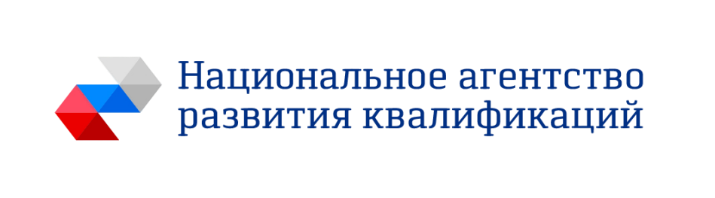 Национальное агентство
развития квалификаций